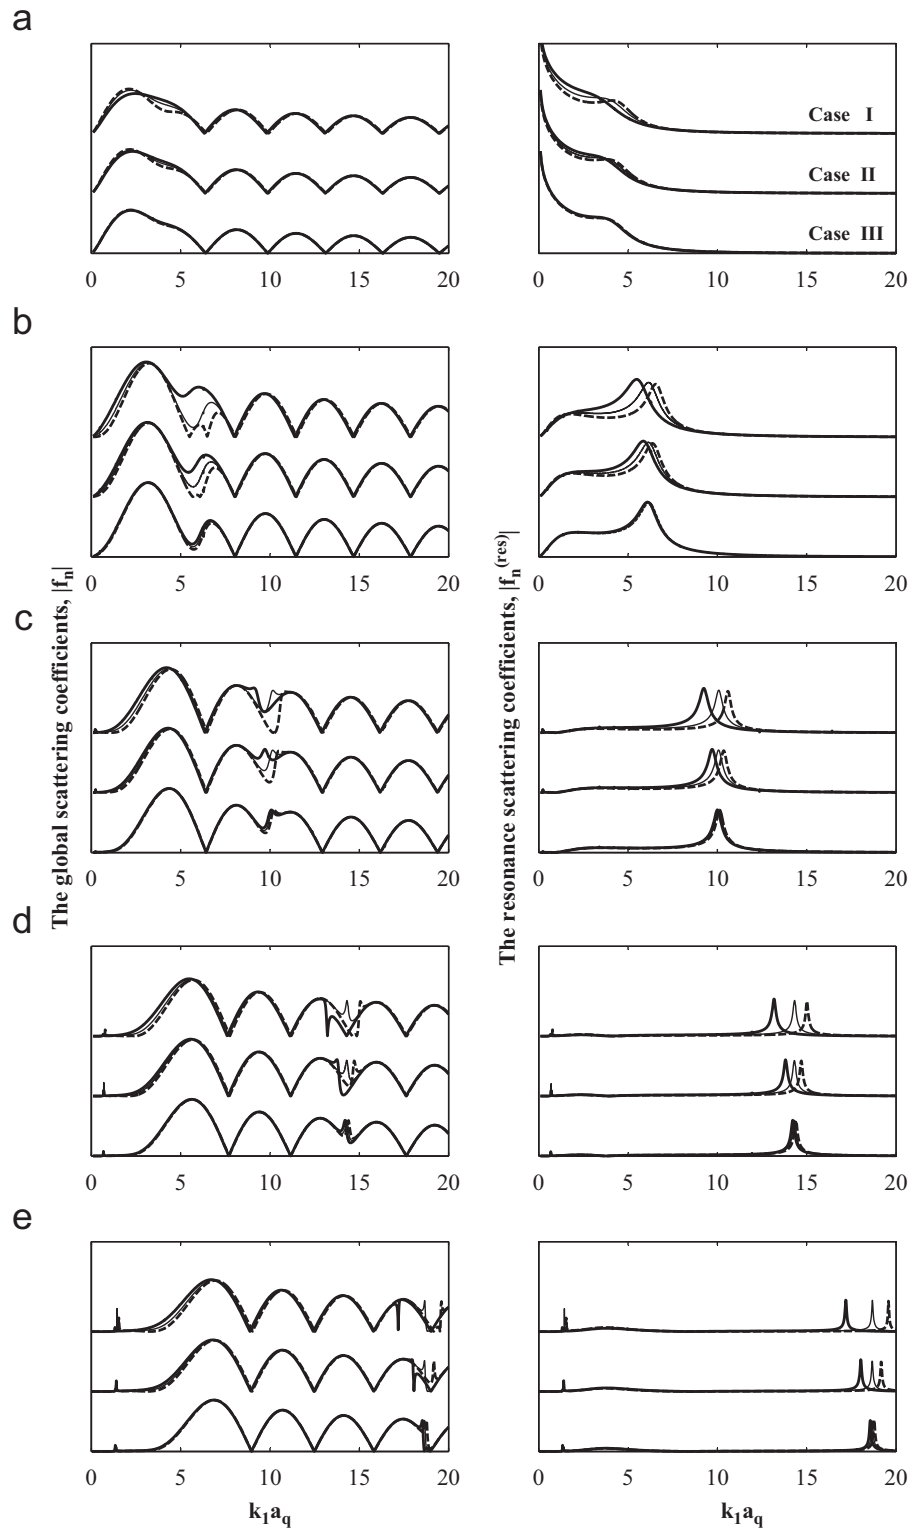 a
Case I
Case II
Case III
0 5 10 15 20
0 5 10 15 20
b
0 5 10 15 20
0 5 10 15 20
c
0 5 10 15 20
0 5 10 15 20
d
0 5 10 15 20
0 5 10 15 20
e
0 5 10 15 20
0 5 10 15 20
The global scattering coefficients, |fₙ|
The resonance scattering coefficients, |fₙ⁽ʳᵉˢ⁾|
k₁a_q
k₁a_q